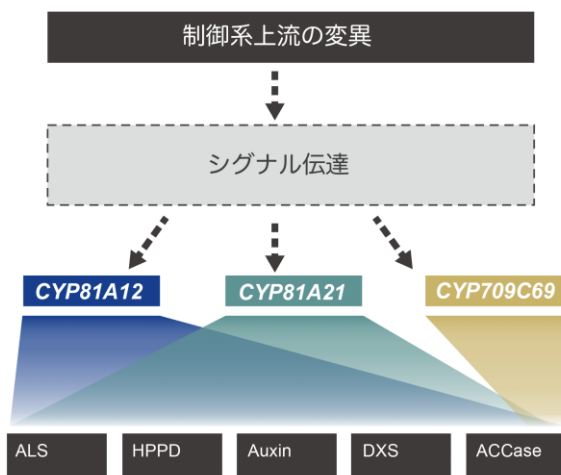 制御系上流の変異
シグナル伝達
CYP81A12
CYP81A21
CYP709C69
ALS
HPPD
Auxin
DXS
ACCase